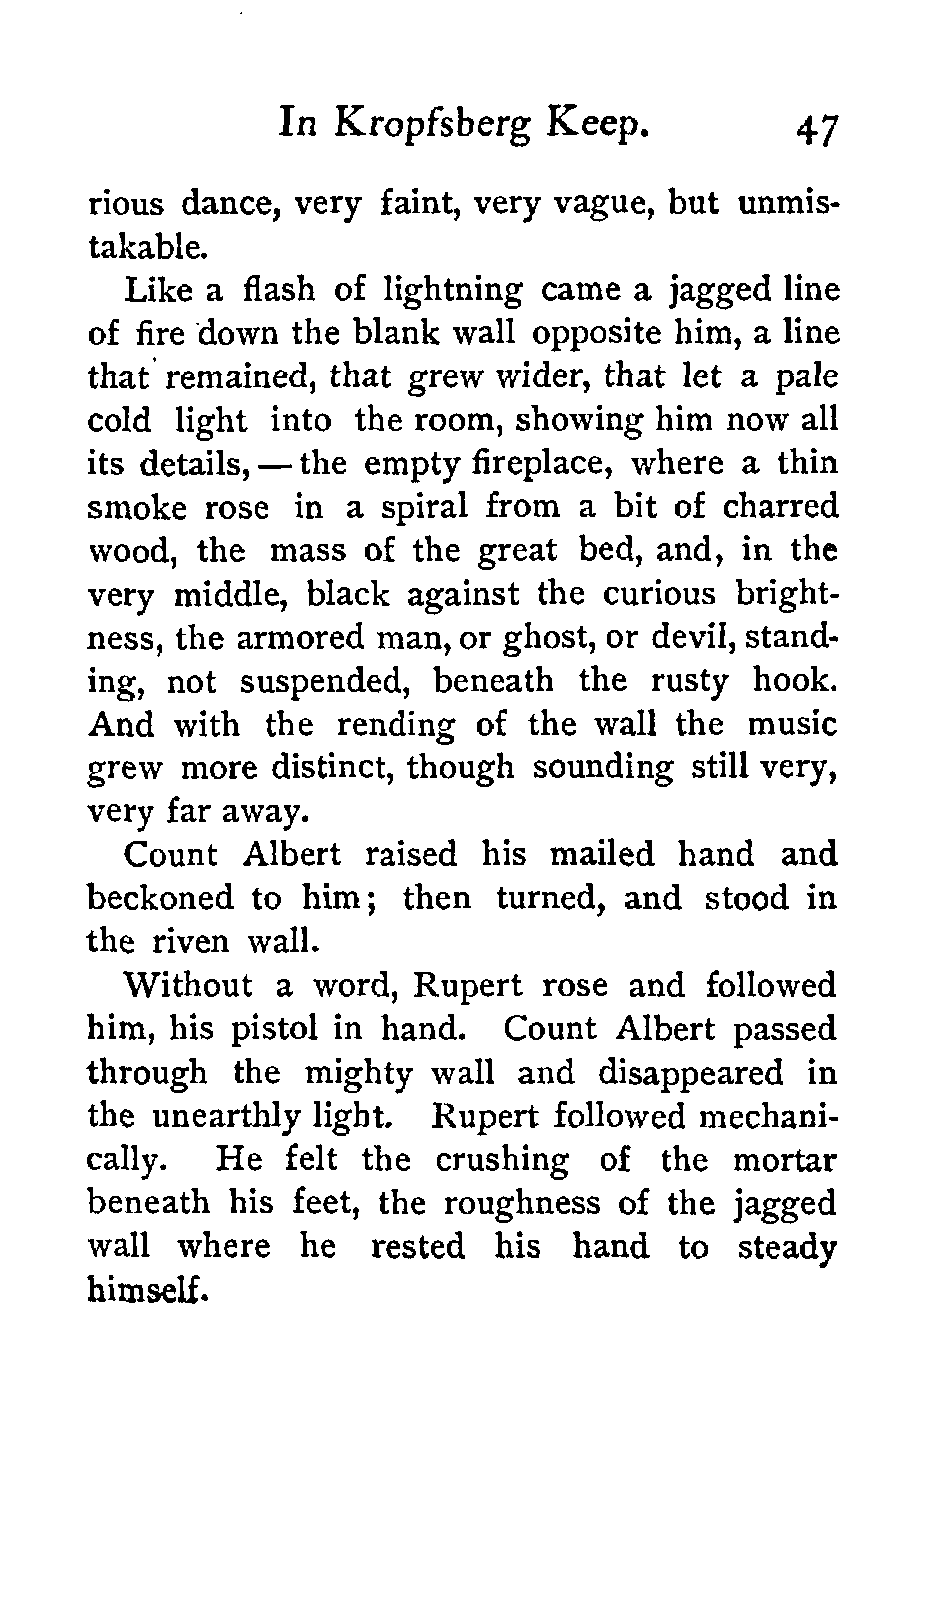 In Kropfsberg Keep. 47
rious dance, very faint, very vague, but unmis-
takable.
Like a flash of lightning came a jagged line
of fire down the blank wall opposite him, a line
that remained, that grew wider, that let a pale
cold light into the room, showing him now all
its details, — the empty fireplace, where a thin
smoke rose in a spiral from a bit of charred
wood, the mass of the great bed, and, in the
very middle, black against the curious bright-
ness, the armored man, or ghost, or devil, stand-
ing, not suspended, beneath the rusty hook.
And with the rending of the wall the music
grew more distinct, though sounding still very,
very far away.
Count Albert raised his mailed hand and
beckoned to him; then turned, and stood in
the riven wall.
Without a word, Rupert rose and followed
him, his pistol in hand. Count Albert passed
through the mighty wall and disappeared in
the unearthly light. Rupert followed mechani-
cally. He felt the crushing of the mortar
beneath his feet, the roughness of the jagged
wall where he rested his hand to steady
himself.